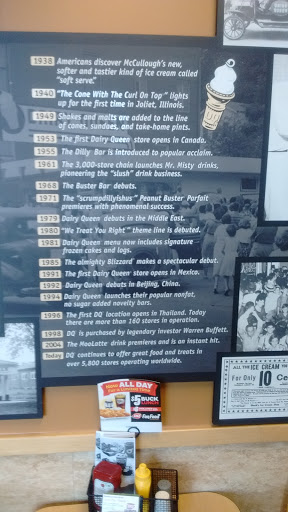 1938 Americans discover McCullough's new,
softer and tastier kind of ice cream called
"soft serve."
1940 "The Cone With The Curl On Top" lights
up for the first time in Joliet, Illinois.
1949 Shakes and malts are added to the line
of cones, sundaes, and take-home pints.
1953 The first Dairy Queen store opens in Canada.
1955 The Dilly Bar is introduced to popular acclaim.
1961 The 3,000-store chain launches Mr. Misty drinks,
pioneering the "slush" drink business.
1968 The Buster Bar debuts.
1971 The "scrumpdillyishus" Peanut Buster Parfait
premieres with phenomenal success.
1979 Dairy Queen debuts in the Middle East.
1980 "We Treat You Right" theme line is debuted.
1981 Dairy Queen menu now includes signature
frozen cakes and logs.
1985 The almighty Blizzard makes a spectacular debut.
1991 The first Dairy Queen store opens in Mexico.
1992 Dairy Queen debuts in Beijing, China.
1994 Dairy Queen launches their popular nonfat,
no sugar added novelty bars.
1996 The first DQ location opens in Thailand. Today
there are more than 160 stores in operation.
1998 DQ is purchased by legendary investor Warren Buffett.
2004 The MooLatte drink premieres and is an instant hit.
Today DQ continues to offer great food and treats in
over 5,800 stores operating worldwide.
ALL THE ICE CREAM
For Only 10 Ce
Now ALL DAY
$5 BUCK
LUNCH